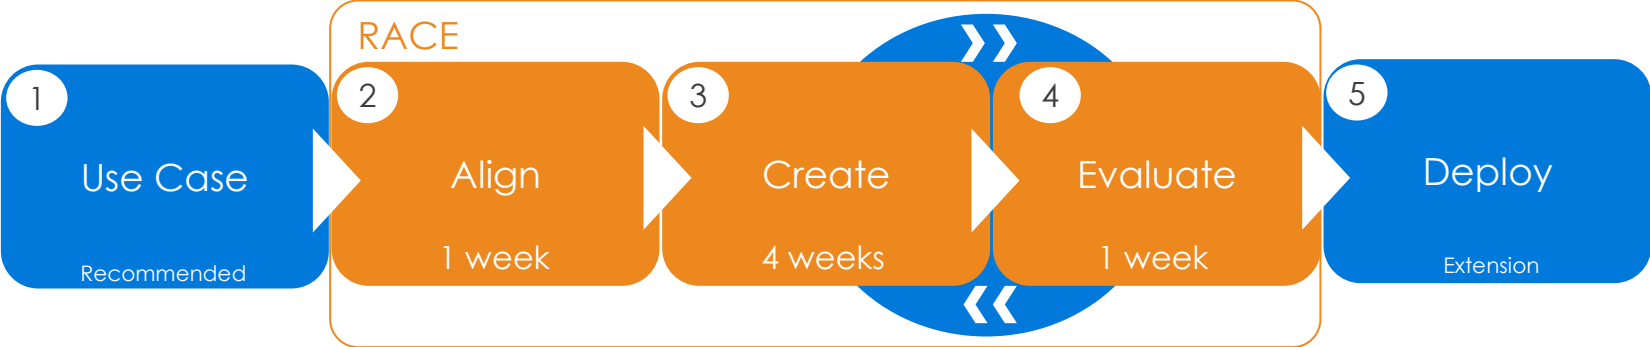 RACE
1
Use Case
Recommended
2
Align
1 week
3
Create
4 weeks
4
Evaluate
1 week
5
Deploy
Extension